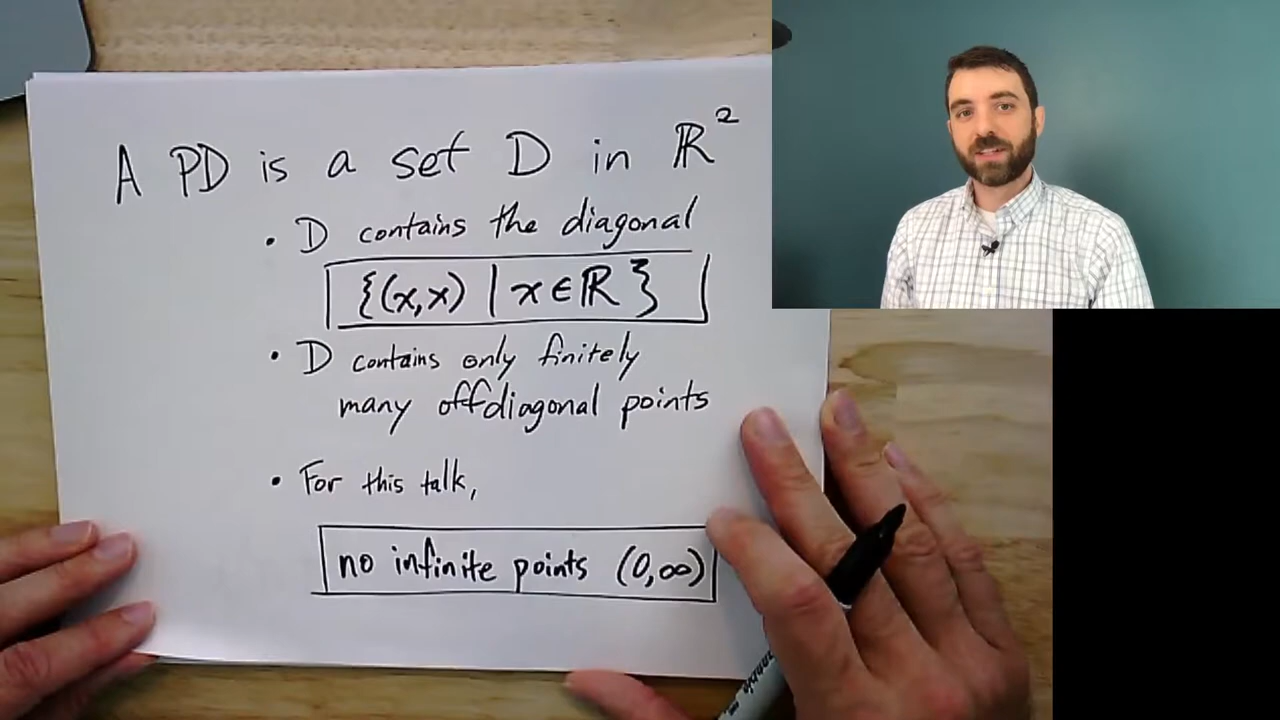 A PD is a set D in ℝ²
• D contains the diagonal
{(x,x) | x ∈ ℝ}
• D contains only finitely
many offdiagonal points
• For this talk,
no infinite points (0,∞)